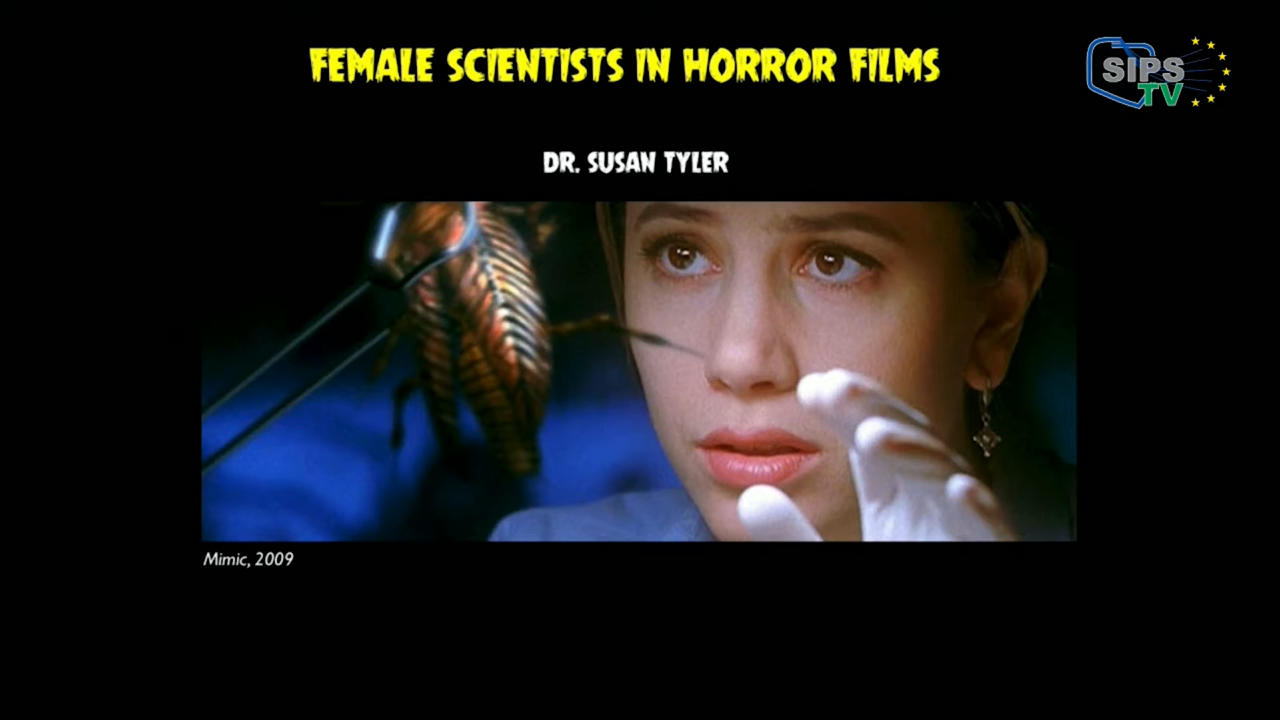 FEMALE SCIENTISTS IN HORROR FILMS
SIPS
TV
DR. SUSAN TYLER
Mimic, 2009